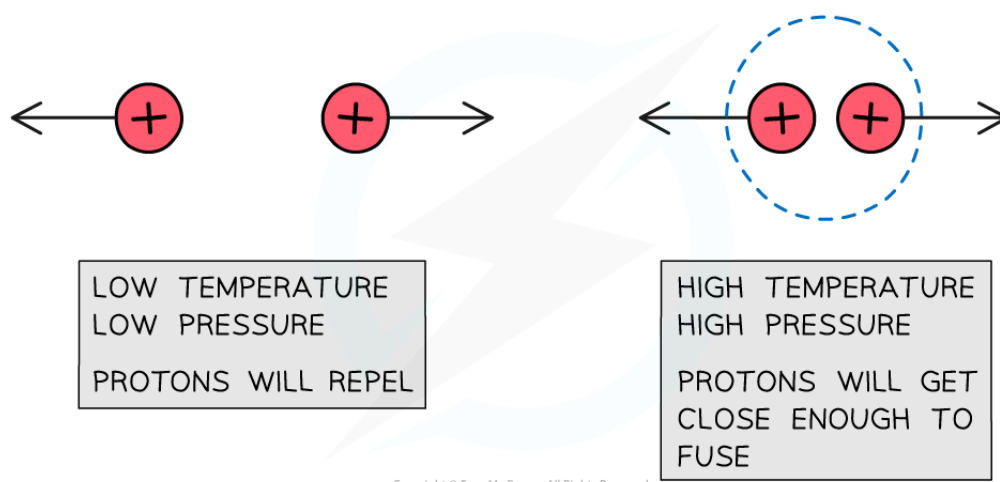 LOW TEMPERATURE
LOW PRESSURE
PROTONS WILL REPEL
HIGH TEMPERATURE
HIGH PRESSURE
PROTONS WILL GET
CLOSE ENOUGH TO
FUSE